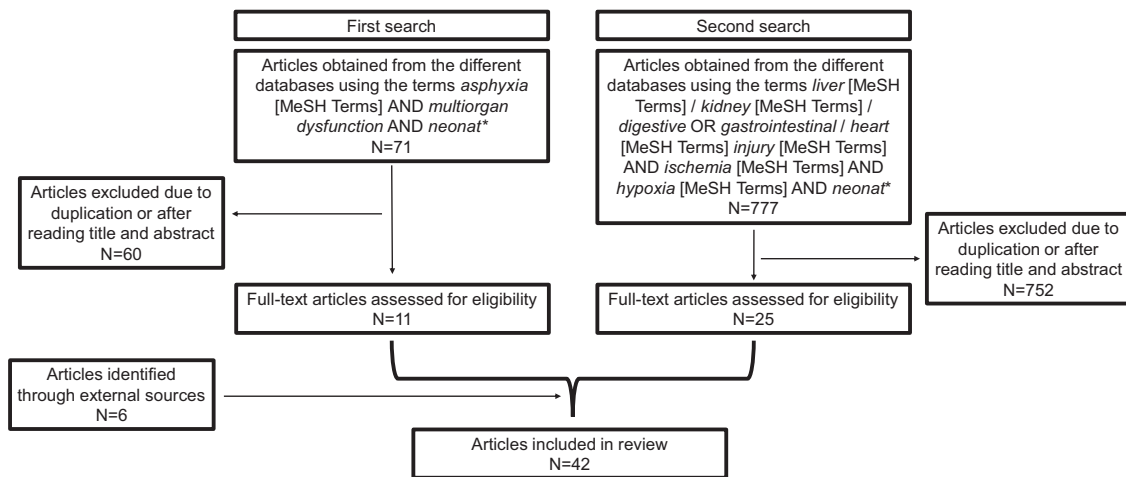 First search
Articles obtained from the different
databases using the terms asphyxia
[MeSH Terms] AND multiorgan
dysfunction AND neonat*
N=71
Second search
Articles obtained from the different
databases using the terms liver [MeSH
Terms] / kidney [MeSH Terms] /
digestive OR gastrointestinal / heart
[MeSH Terms] injury [MeSH Terms]
AND ischemia [MeSH Terms] AND
hypoxia [MeSH Terms] AND neonat*
N=777
Articles excluded due to
duplication or after
reading title and abstract
N=60
Articles excluded due to
duplication or after
reading title and abstract
N=752
Full-text articles assessed for eligibility
N=11
Full-text articles assessed for eligibility
N=25
Articles identified
through external sources
N=6
Articles included in review
N=42